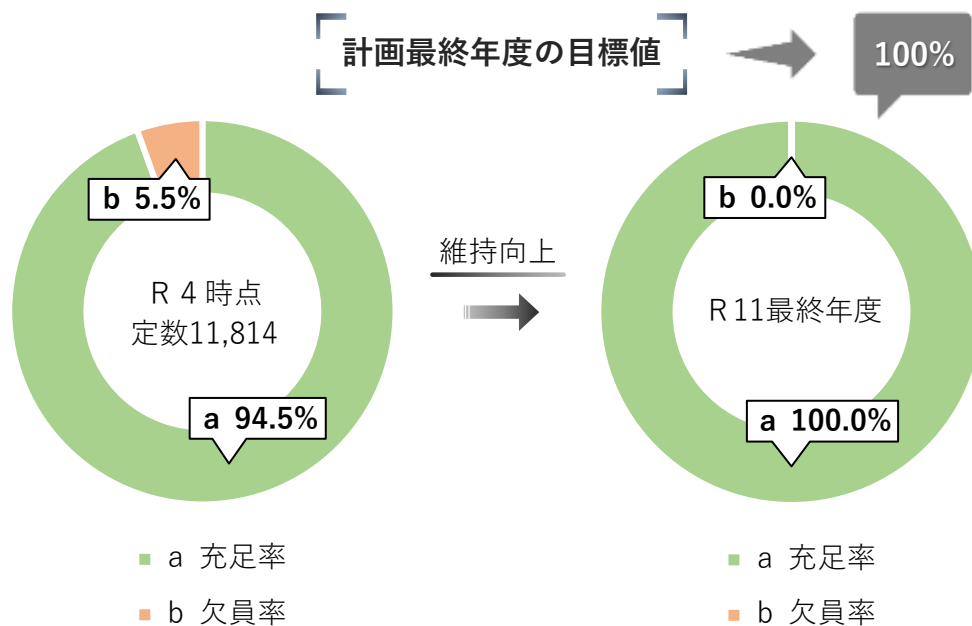 計画最終年度の目標値
100%
b 5.5%
R 4 時点
定数11,814
a 94.5%
a 充足率
b 欠員率
維持向上
b 0.0%
R 11最終年度
a 100.0%
a 充足率
b 欠員率